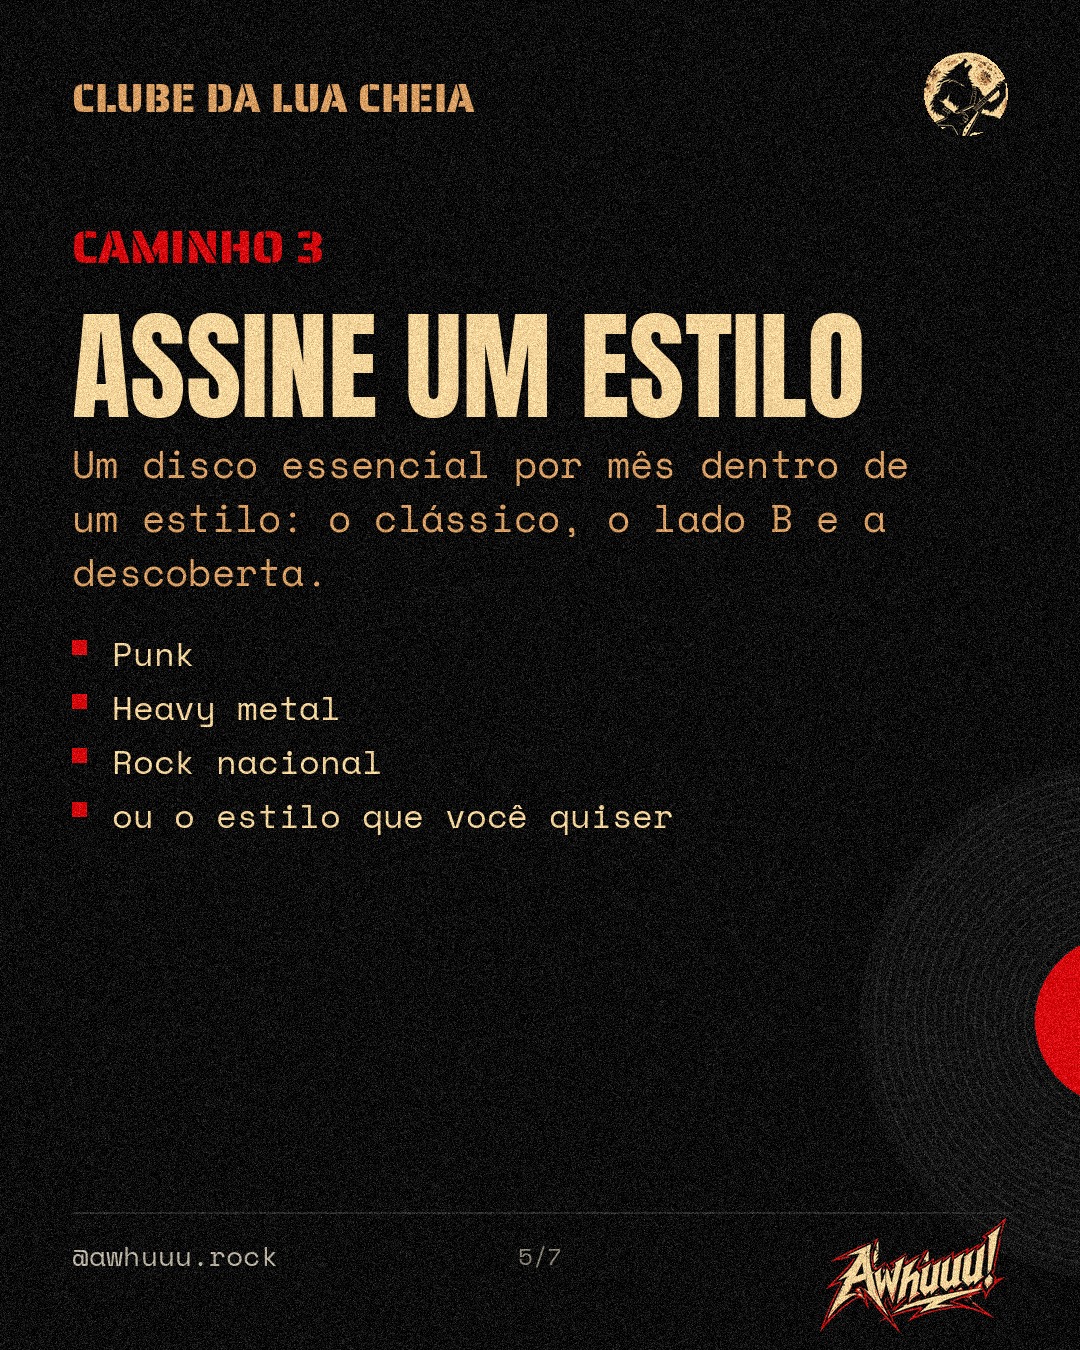 CLUBE DA LUA CHEIA
CAMINHO 3
ASSINE UM ESTILO
Um disco essencial por mês dentro de
um estilo: o clássico, o lado B e a
descoberta.
Punk
Heavy metal
Rock nacional
ou o estilo que você quiser
@awhuuu.rock
5/7
Awhuuu!